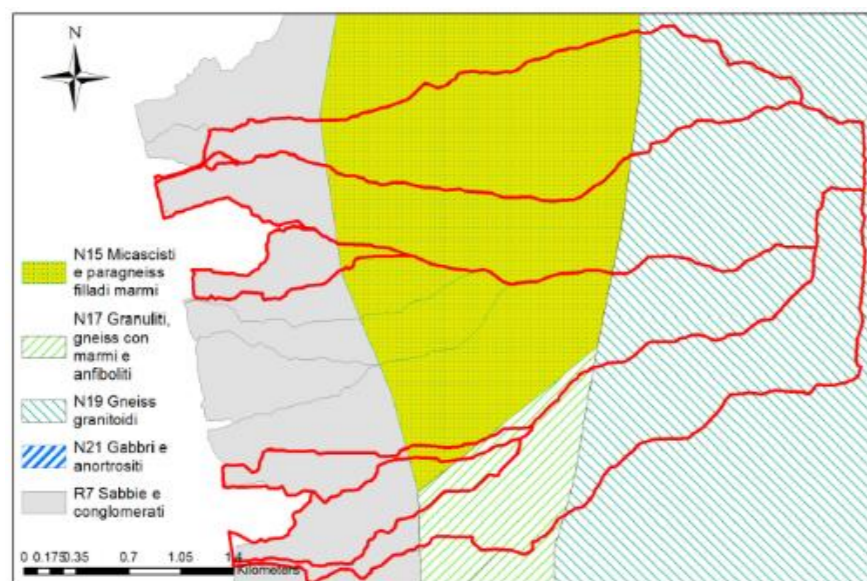 N
N15 Micascisti
e paragneiss
filladi marmi
N17 Granuliti,
gneiss con
marmi e
anfiboliti
N19 Gneiss
granitoidi
N21 Gabbri e
anortrositi
R7 Sabbie e
conglomerati
0 0.175 0.35 0.7 1.05 1.4
Kilometers